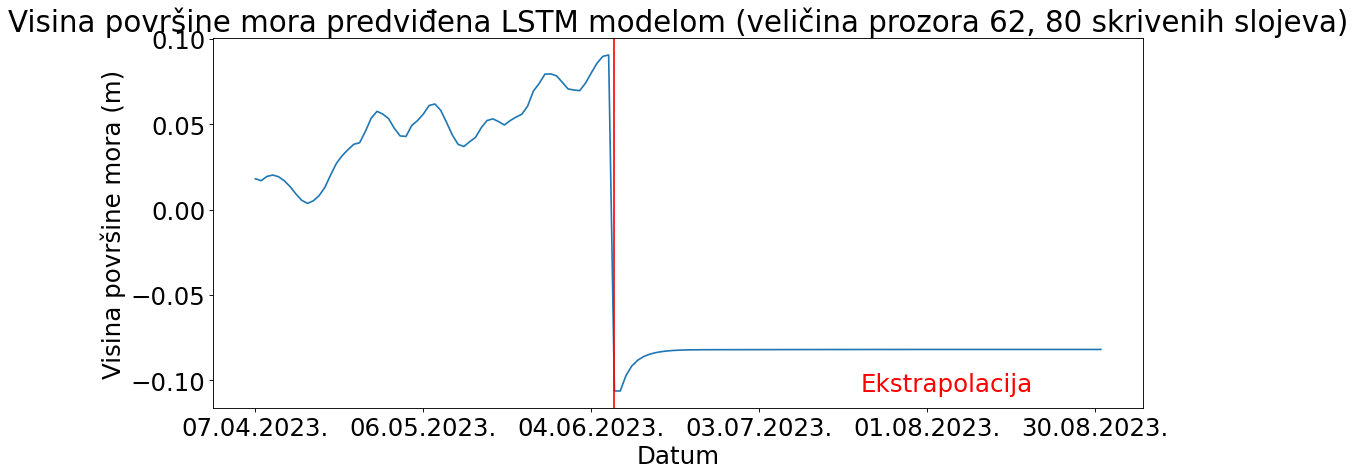 Visina površine mora predviđena LSTM modelom (veličina prozora 62, 80 skrivenih slojeva)
Visina površine mora (m)
0.10
0.05
0.00
−0.05
−0.10
Ekstrapolacija
07.04.2023. 06.05.2023. 04.06.2023. 03.07.2023. 01.08.2023. 30.08.2023.
Datum